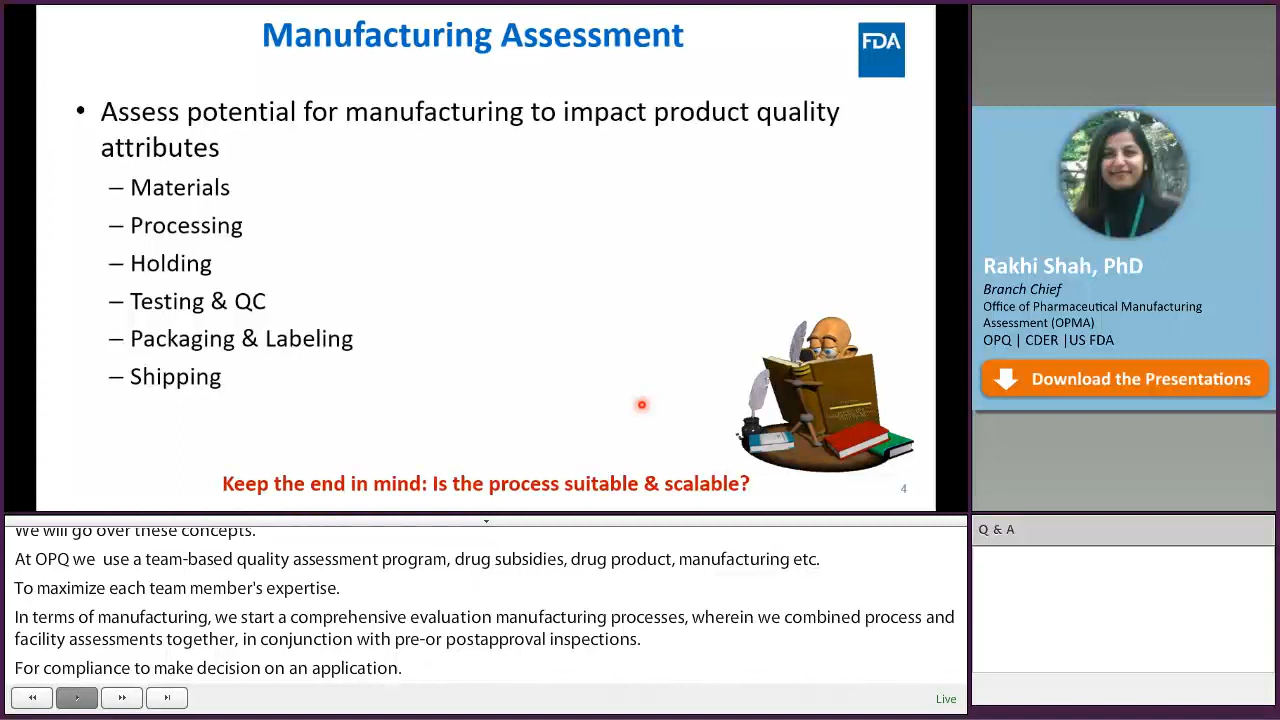 Manufacturing Assessment
FDA
• Assess potential for manufacturing to impact product quality
attributes
– Materials
– Processing
– Holding
– Testing & QC
– Packaging & Labeling
– Shipping
Keep the end in mind: Is the process suitable & scalable?
4
Rakhi Shah, PhD
Branch Chief
Office of Pharmaceutical Manufacturing
Assessment (OPMA)
OPQ | CDER |US FDA
Download the Presentations
We will go over these concepts.
At OPQ we  use a team-based quality assessment program, drug subsidies, drug product, manufacturing etc.
To maximize each team member's expertise.
In terms of manufacturing, we start a comprehensive evaluation manufacturing processes, wherein we combined process and
facility assessments together, in conjunction with pre-or postapproval inspections.
For compliance to make decision on an application.
Live
Q & A